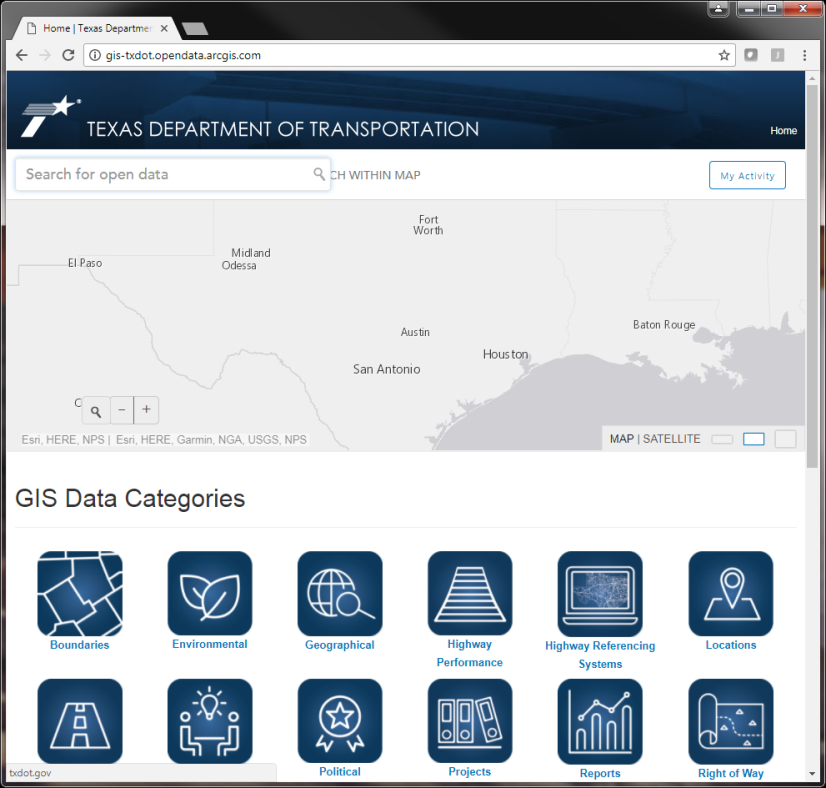 Home | Texas Departme
gis-txdot.opendata.arcgis.com
TEXAS DEPARTMENT OF TRANSPORTATION
Home
Search for open data
CH WITHIN MAP
My Activity
Fort
Worth
Midland
El Paso
Odessa
Baton Rouge
Austin
Houston
San Antonio
C
Esri, HERE, NPS | Esri, HERE, Garmin, NGA, USGS, NPS
MAP | SATELLITE
GIS Data Categories
Boundaries
Environmental
Geographical
Highway
Performance
Highway Referencing
Systems
Locations
Political
Projects
Reports
Right of Way
txdot.gov